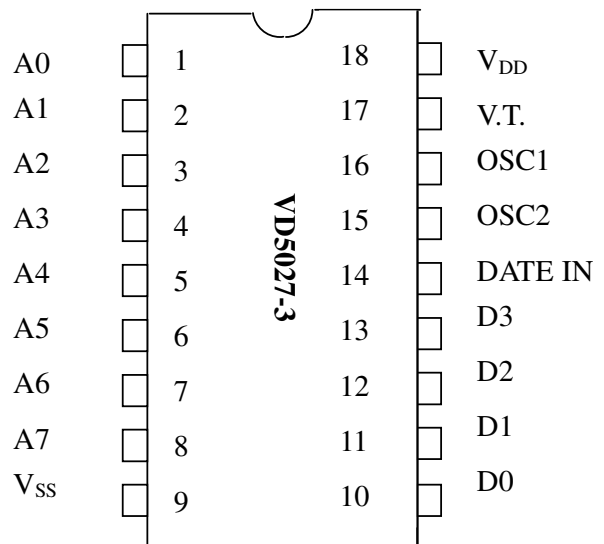 A0 1 18 VDD
A1 2 17 V.T.
A2 3 16 OSC1
A3 4 15 OSC2
A4 5 14 DATE IN
A5 6 13 D3
A6 7 12 D2
A7 8 11 D1
VSS 9 10 D0
VD5027-3